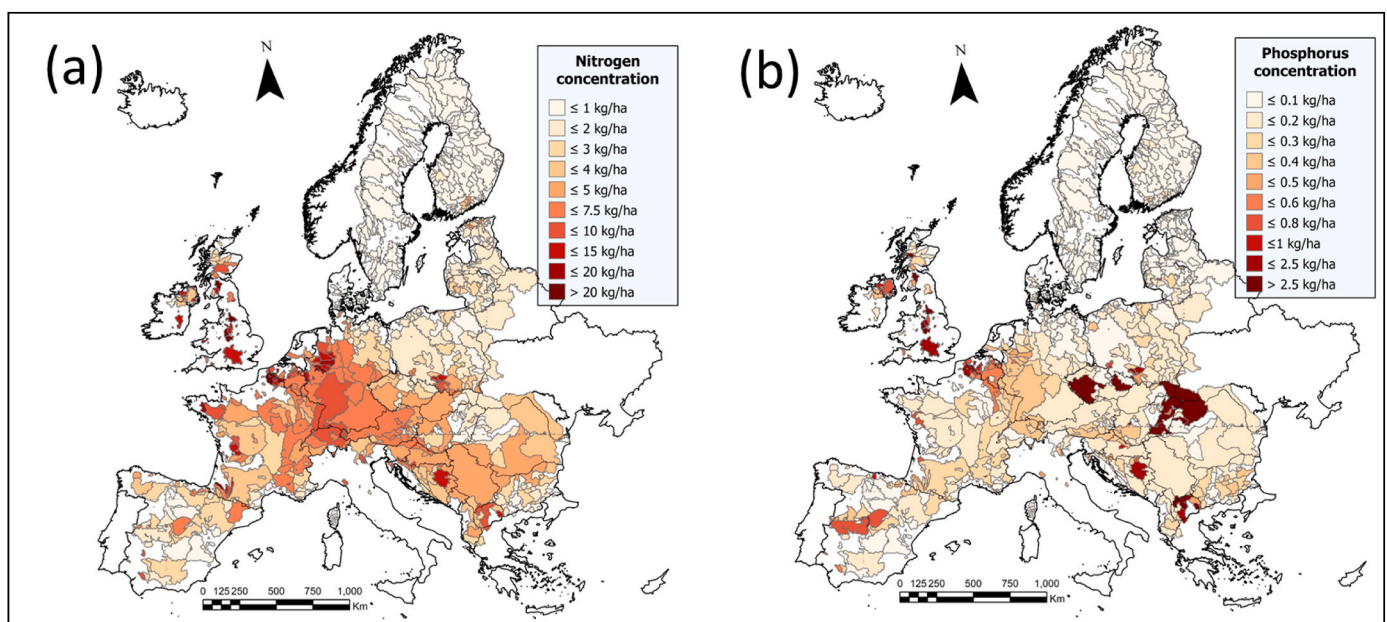 (a)
N
Nitrogen
concentration
≤ 1 kg/ha
≤ 2 kg/ha
≤ 3 kg/ha
≤ 4 kg/ha
≤ 5 kg/ha
≤ 7.5 kg/ha
≤ 10 kg/ha
≤ 15 kg/ha
≤ 20 kg/ha
> 20 kg/ha
0 125 250 500 750 1,000
Km
(b)
N
Phosphorus
concentration
≤ 0.1 kg/ha
≤ 0.2 kg/ha
≤ 0.3 kg/ha
≤ 0.4 kg/ha
≤ 0.5 kg/ha
≤ 0.6 kg/ha
≤ 0.8 kg/ha
≤1 kg/ha
≤ 2.5 kg/ha
> 2.5 kg/ha
0 125 250 500 750 1,000
Km